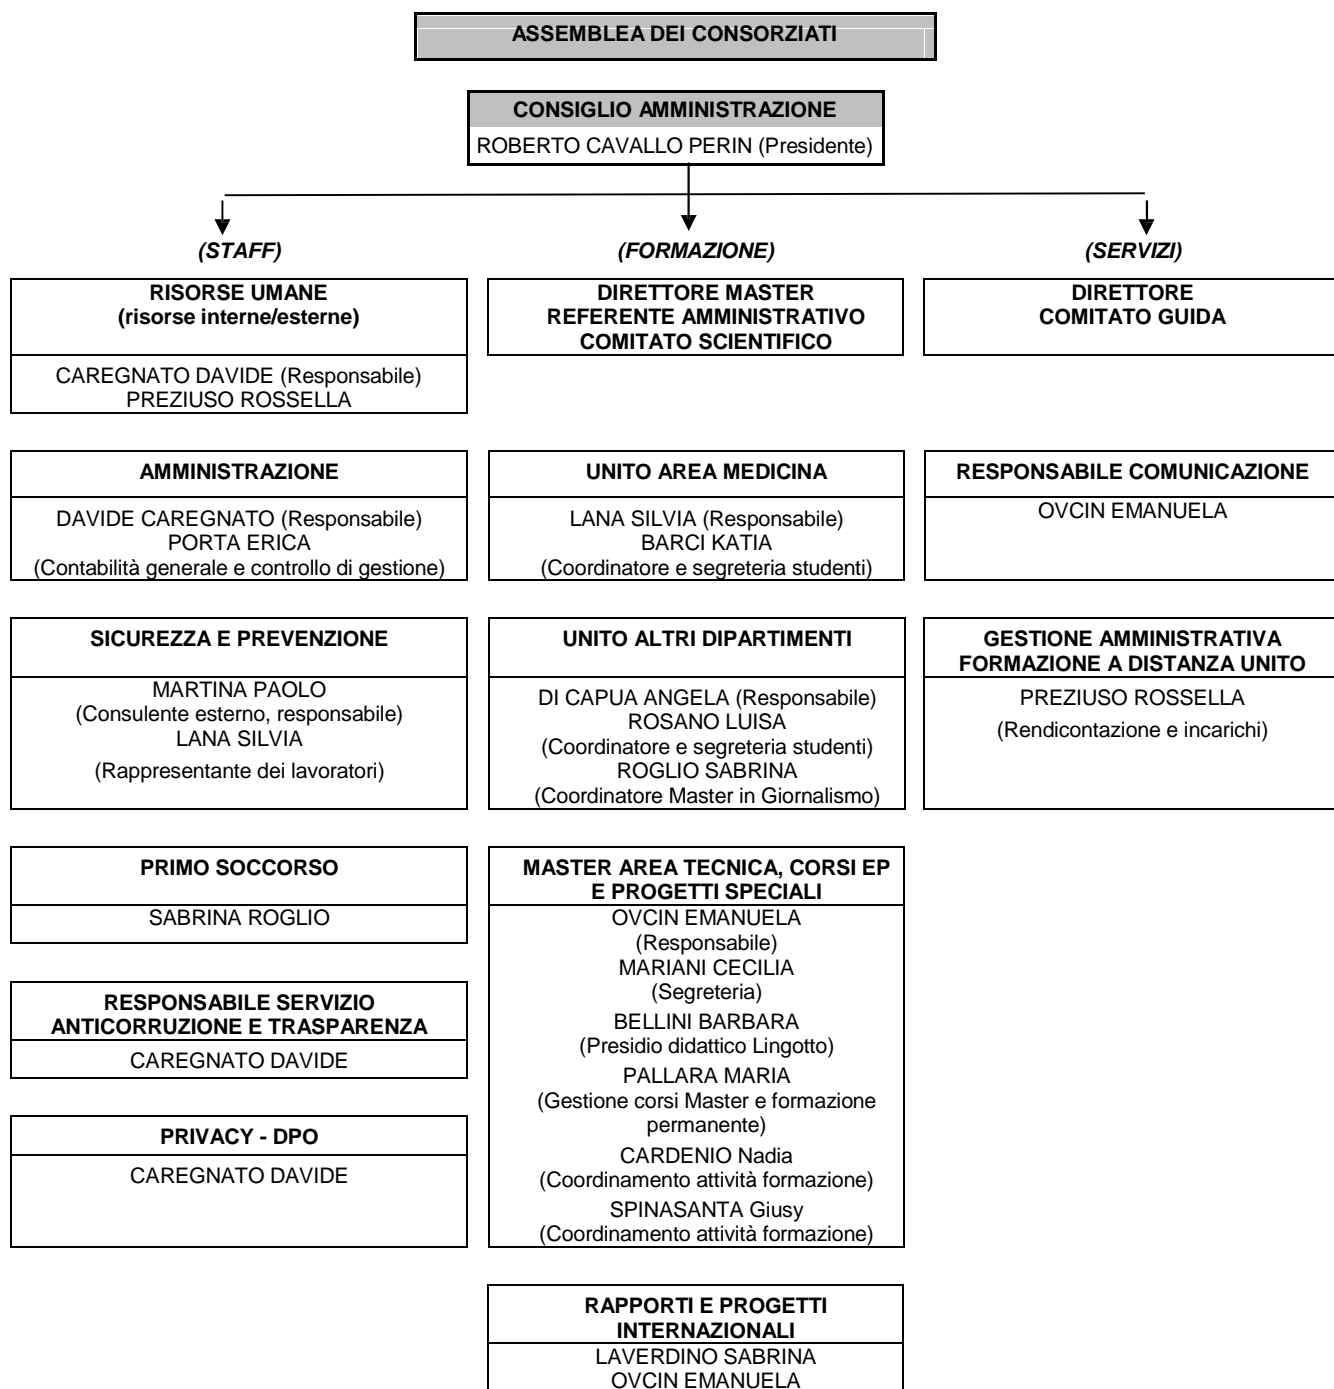 ASSEMBLEA DEI CONSORZIATI
CONSIGLIO AMMINISTRAZIONE
ROBERTO CAVALLO PERIN (Presidente)
(STAFF)
RISORSE UMANE
(risorse interne/esterne)
CAREGNATO DAVIDE (Responsabile)
PREZIUSO ROSSELLA
AMMINISTRAZIONE
DAVIDE CAREGNATO (Responsabile)
PORTA ERICA
(Contabilità generale e controllo di gestione)
SICUREZZA E PREVENZIONE
MARTINA PAOLO
(Consulente esterno, responsabile)
LANA SILVIA
(Rappresentante dei lavoratori)
PRIMO SOCCORSO
SABRINA ROGLIO
RESPONSABILE SERVIZIO
ANTICORRUZIONE E TRASPARENZA
CAREGNATO DAVIDE
PRIVACY - DPO
CAREGNATO DAVIDE
(FORMAZIONE)
DIRETTORE MASTER
REFERENTE AMMINISTRATIVO
COMITATO SCIENTIFICO
UNITO AREA MEDICINA
LANA SILVIA (Responsabile)
BARCI KATIA
(Coordinatore e segreteria studenti)
UNITO ALTRI DIPARTIMENTI
DI CAPUA ANGELA (Responsabile)
ROSANO LUISA
(Coordinatore e segreteria studenti)
ROGLIO SABRINA
(Coordinatore Master in Giornalismo)
MASTER AREA TECNICA, CORSI EP
E PROGETTI SPECIALI
OVCIN EMANUELA
(Responsabile)
MARIANI CECILIA
(Segreteria)
BELLINI BARBARA
(Presidio didattico Lingotto)
PALLARA MARIA
(Gestione corsi Master e formazione
permanente)
CARDENIO Nadia
(Coordinamento attività formazione)
SPINASANTA Giusy
(Coordinamento attività formazione)
RAPPORTI E PROGETTI
INTERNAZIONALI
LAVERDINO SABRINA
OVCIN EMANUELA
(SERVIZI)
DIRETTORE
COMITATO GUIDA
RESPONSABILE COMUNICAZIONE
OVCIN EMANUELA
GESTIONE AMMINISTRATIVA
FORMAZIONE A DISTANZA UNITO
PREZIUSO ROSSELLA
(Rendicontazione e incarichi)